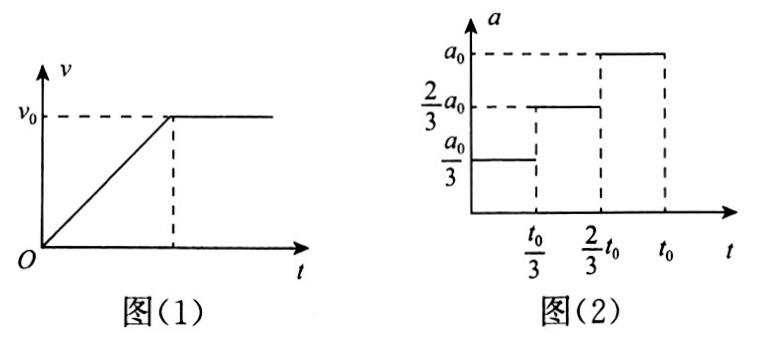 v
v₀
O
t
图(1)
a
a₀
2/3 a₀
a₀/3
t₀/3
2/3 t₀
t₀
t
图(2)